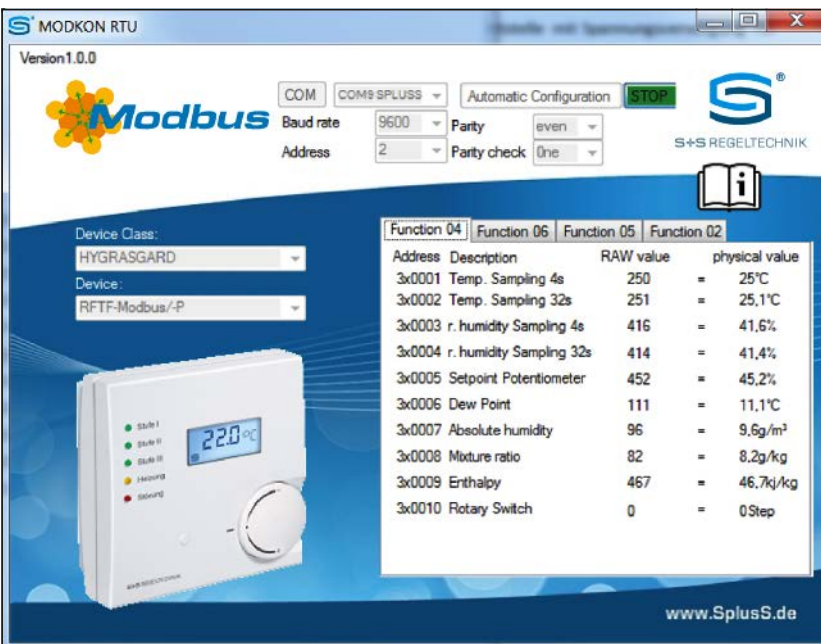 MODKON RTU
Version1.0.0
Modbus
COM COM9 SPLUSS Automatic Configuration STOP
Baud rate 9600 Parity even
Address 2 Parity check One
S+S REGELTECHNIK
Device Class:
HYGRASGARD
Device:
RFTF-Modbus/-P
Function 04 Function 06 Function 05 Function 02
Address Description RAW value physical value
3x0001 Temp. Sampling 4s 250 = 25°C
3x0002 Temp. Sampling 32s 251 = 25,1°C
3x0003 r. humidity Sampling 4s 416 = 41,6%
3x0004 r. humidity Sampling 32s 414 = 41,4%
3x0005 Setpoint Potentiometer 452 = 45,2%
3x0006 Dew Point 111 = 11,1°C
3x0007 Absolute humidity 96 = 9,6g/m³
3x0008 Mixture ratio 82 = 8,2g/kg
3x0009 Enthalpy 467 = 46,7kj/kg
3x0010 Rotary Switch 0 = 0Step
Stufe I
Stufe II
Stufe III
Heizung
Störung
22.0 °C
S+S REGELTECHNIK
www.SplusS.de